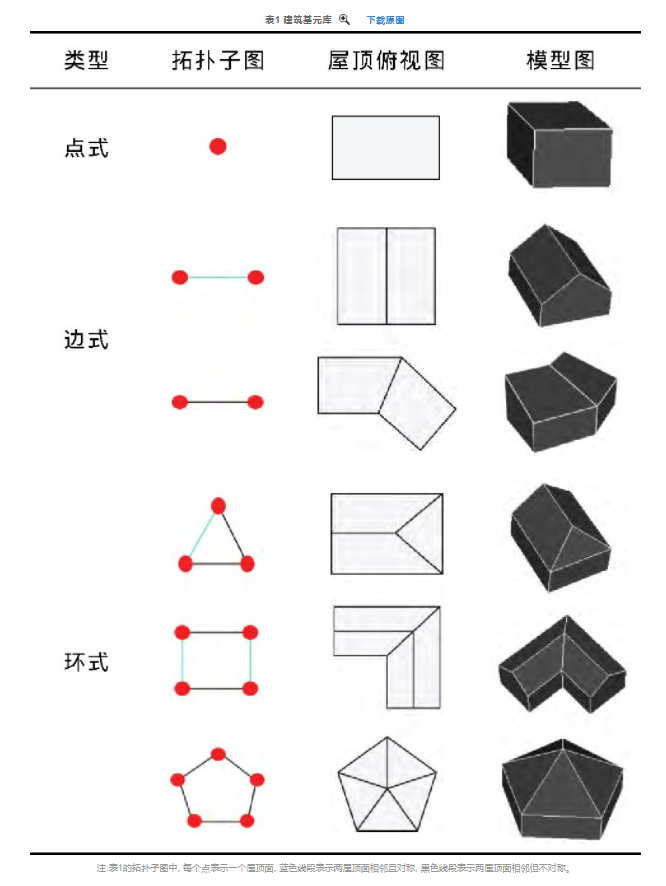 表1 建筑基元库 下载原图
类型 拓扑子图 屋顶俯视图 模型图
点式
边式
环式
注:表1的拓扑子图中, 每个点表示一个屋顶面, 蓝色线段表示两屋顶面相邻且对称, 黑色线段表示两屋顶面相邻但不对称。